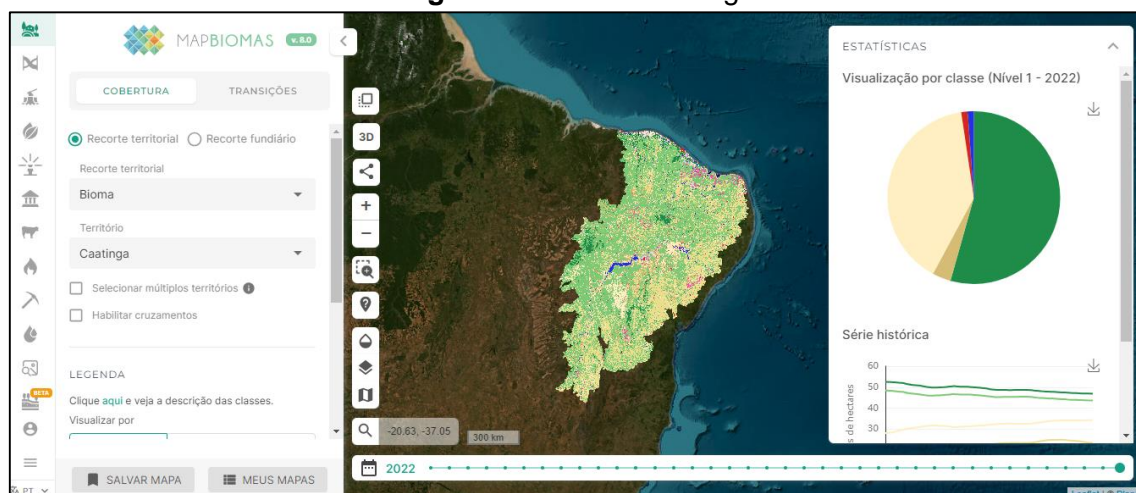 MAPBIOMAS v. 8.0
COBERTURA TRANSIÇÕES
Recorte territorial Recorte fundiário
Recorte territorial
Bioma
Território
Caatinga
Selecionar múltiplos territórios
Habilitar cruzamentos
LEGENDA
Clique aqui e veja a descrição das classes.
Visualizar por
SALVAR MAPA MEUS MAPAS
BETA
PT
3D
+
−
-20.63, -37.05
300 km
2022
ESTATÍSTICAS
Visualização por classe (Nível 1 - 2022)
Série histórica
60
50
40
30
s de hectares